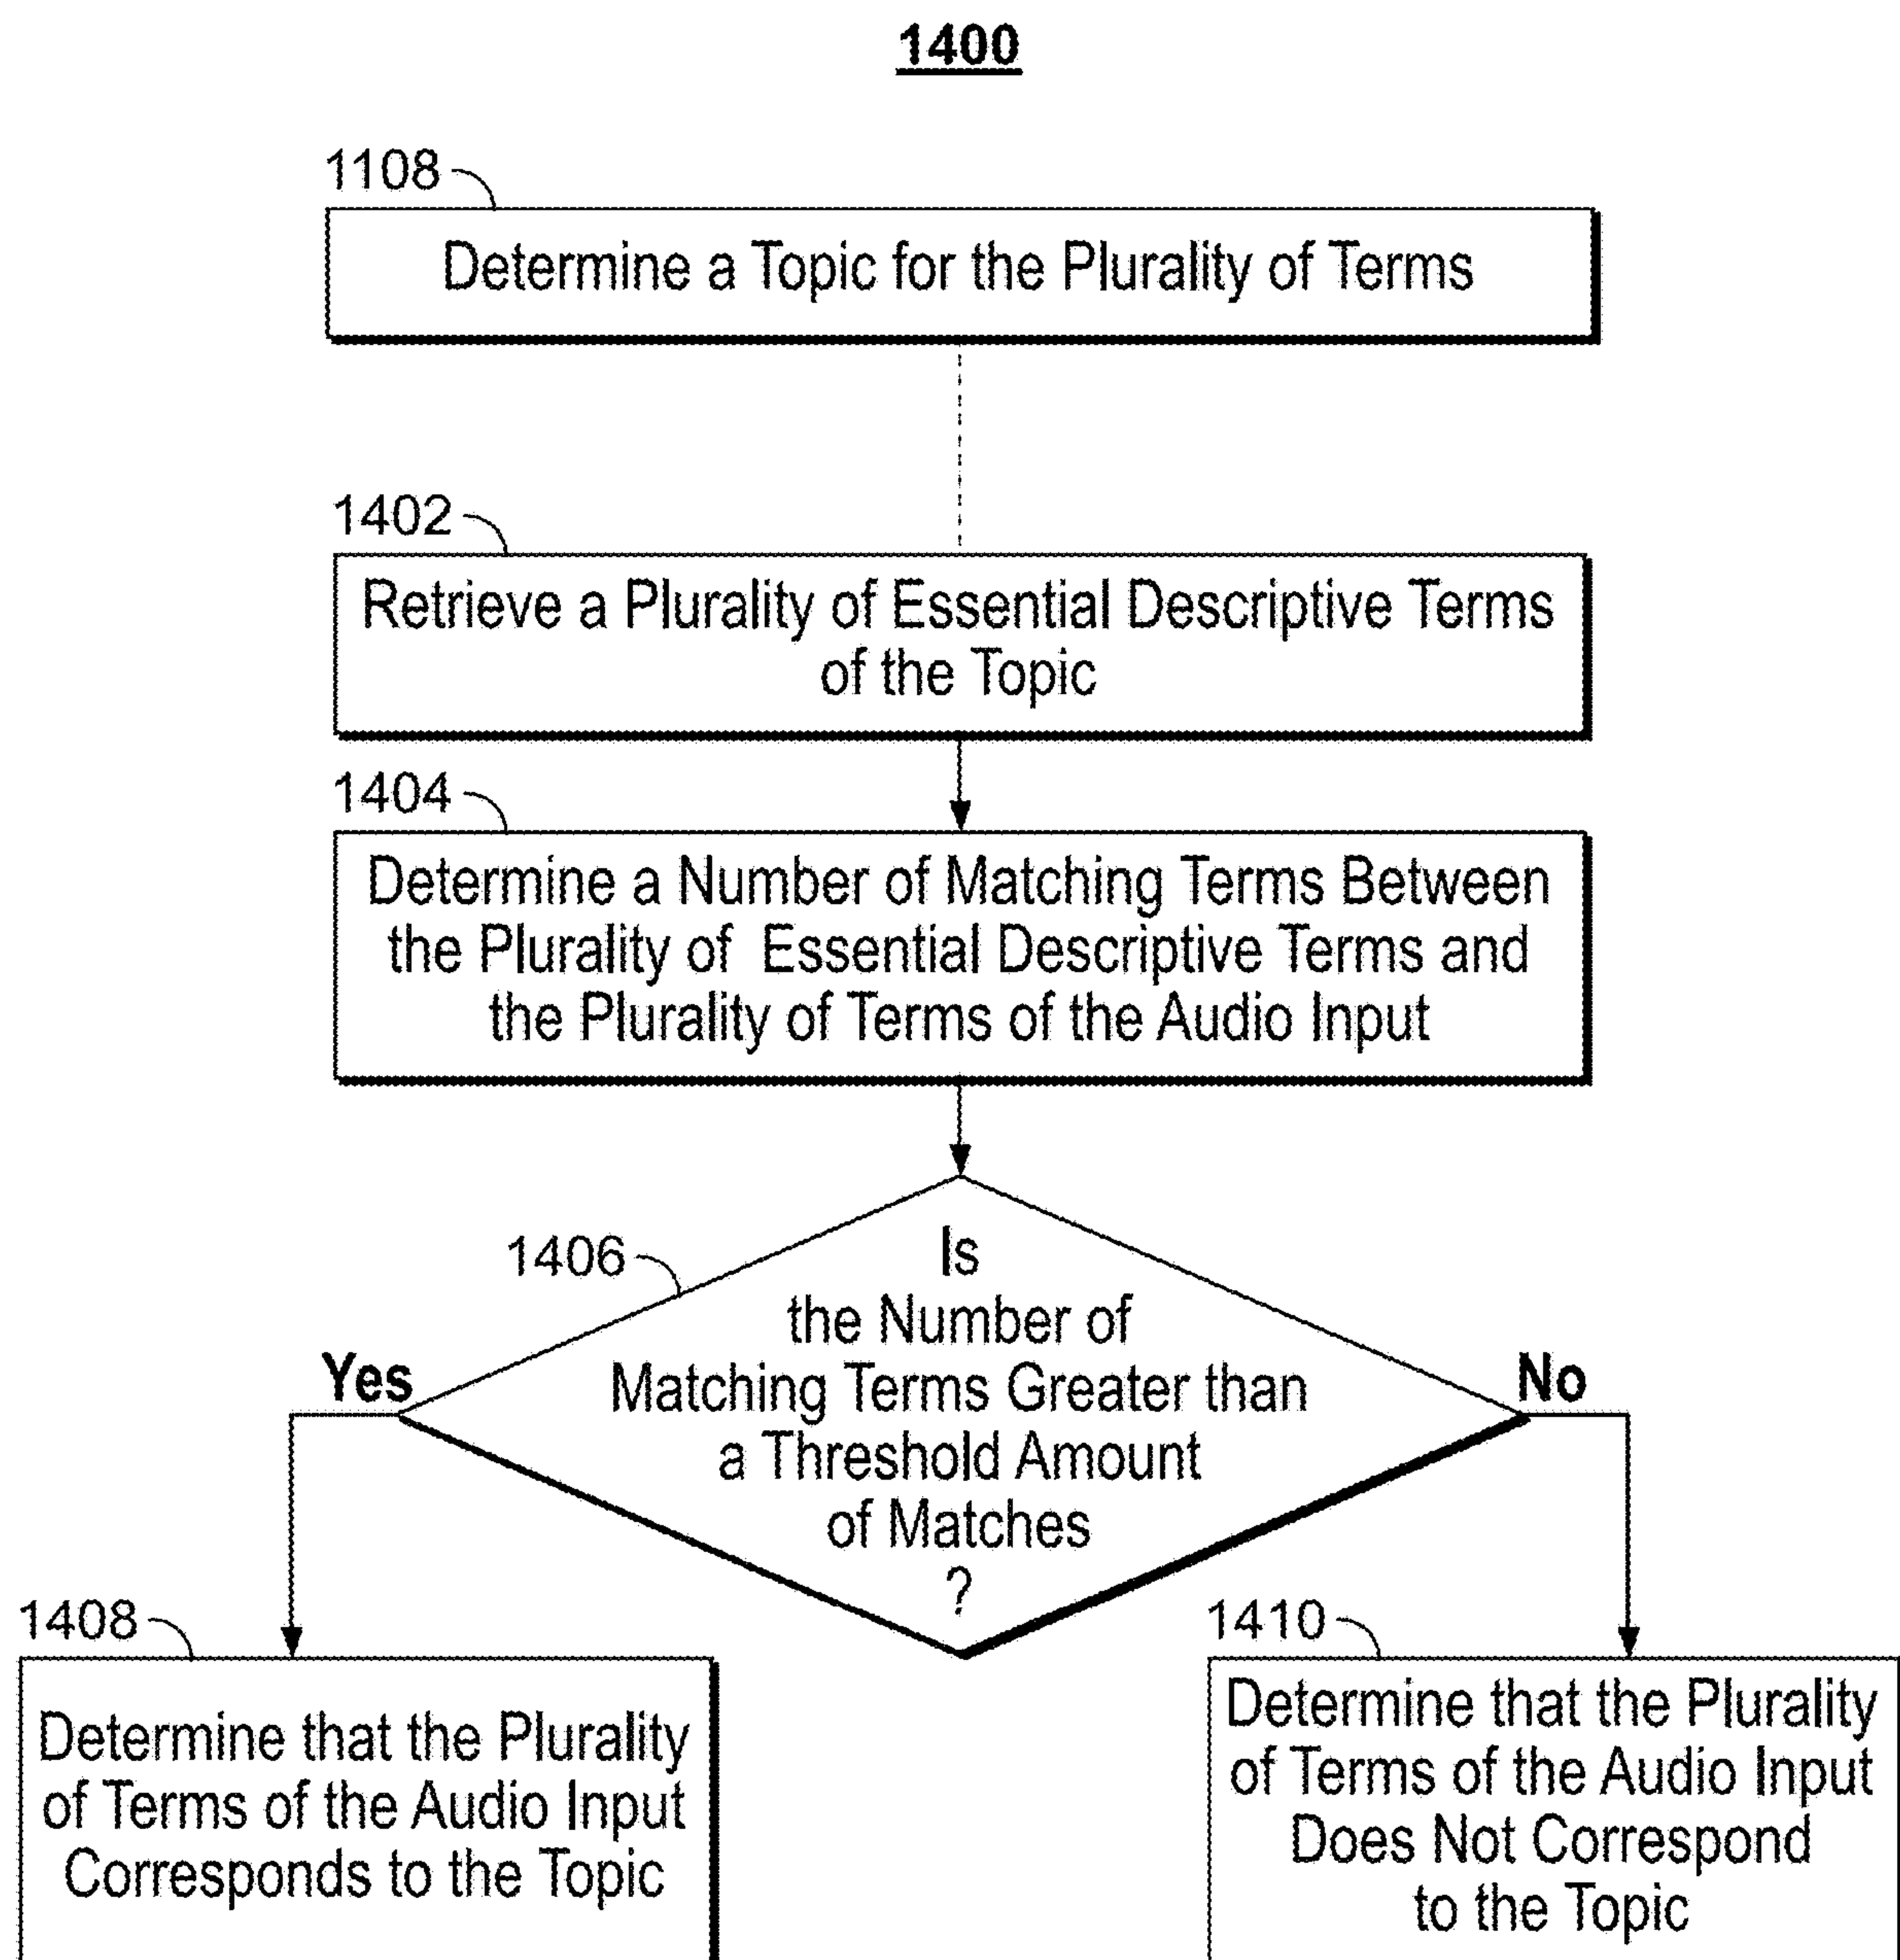 1400
1108
Determine a Topic for the Plurality of Terms
1402
Retrieve a Plurality of Essential Descriptive Terms
of the Topic
1404
Determine a Number of Matching Terms Between
the Plurality of Essential Descriptive Terms and
the Plurality of Terms of the Audio Input
1406
Is
the Number of
Matching Terms Greater than
a Threshold Amount
of Matches
?
Yes
No
1408
Determine that the Plurality
of Terms of the Audio Input
Corresponds to the Topic
1410
Determine that the Plurality
of Terms of the Audio Input
Does Not Correspond
to the Topic